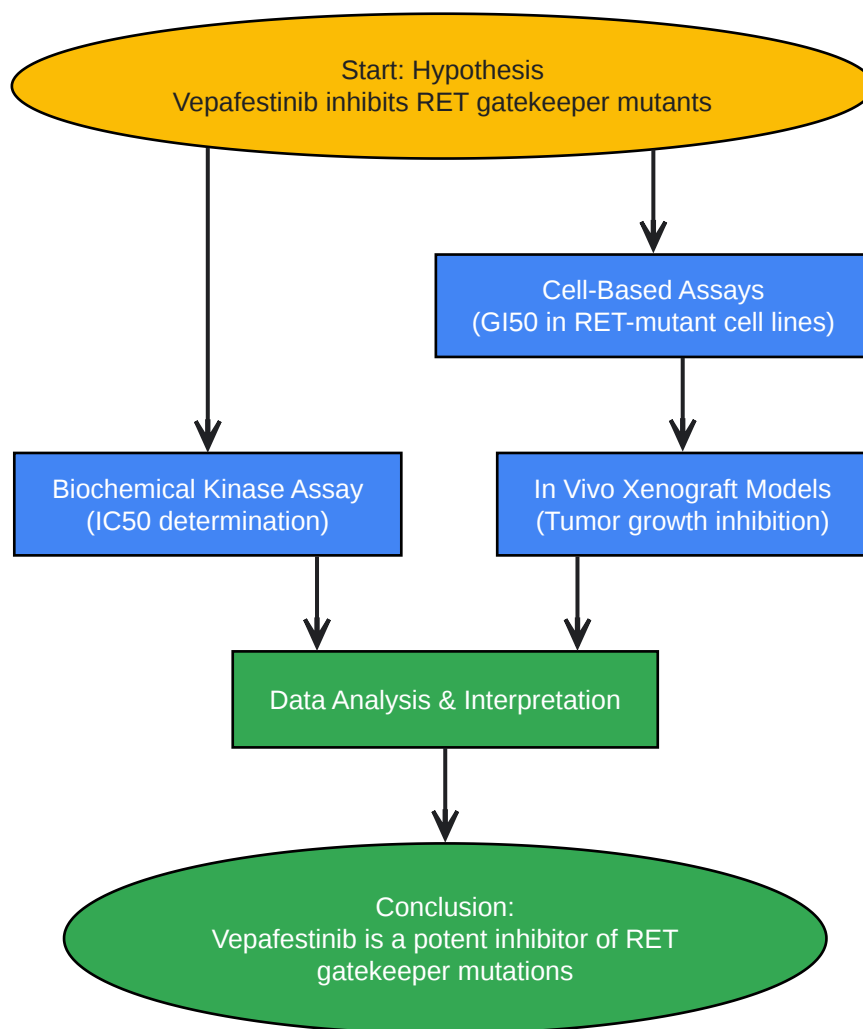 Start: Hypothesis
Vepafestinib inhibits RET gatekeeper mutants
Cell-Based Assays
(GI50 in RET-mutant cell lines)
Biochemical Kinase Assay
(IC50 determination)
In Vivo Xenograft Models
(Tumor growth inhibition)
Data Analysis & Interpretation
Conclusion:
Vepafestinib is a potent inhibitor of RET
gatekeeper mutations